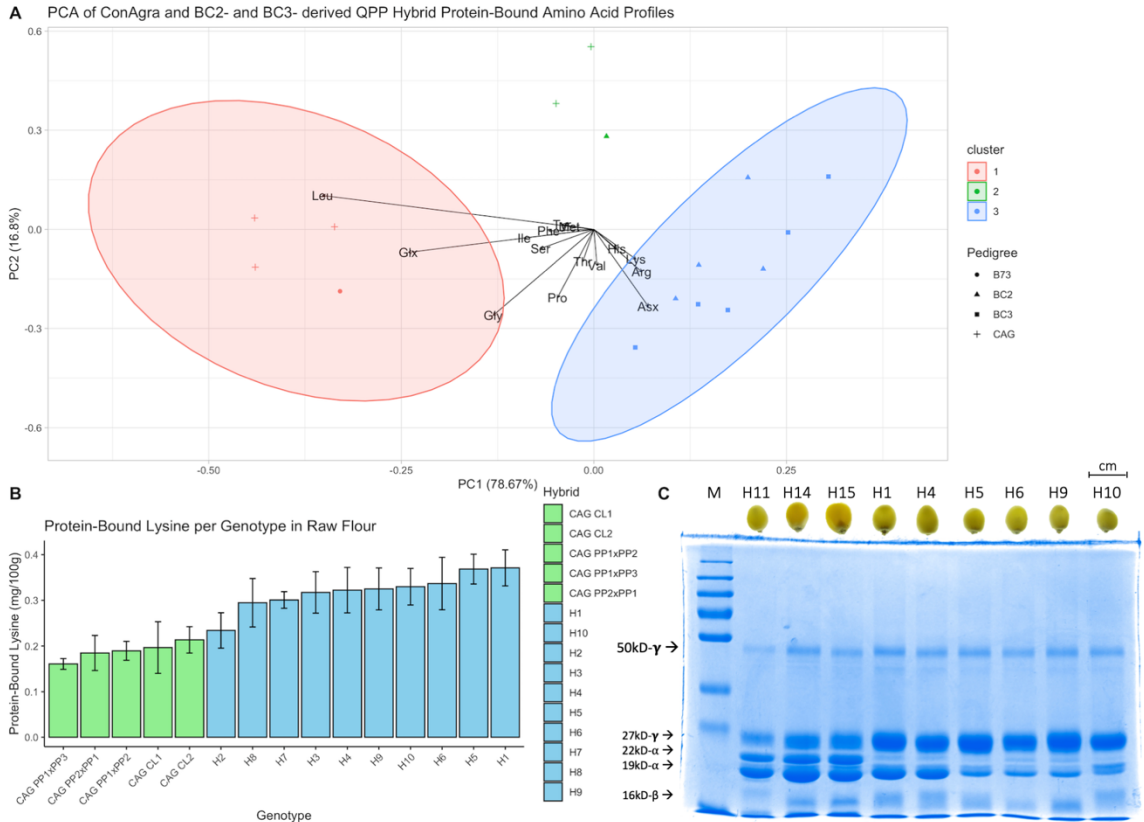 A
PCA of ConAgra and BC2- and BC3- derived QPP Hybrid Protein-Bound Amino Acid Profiles
PC2 (16.8%)
0.6
0.3
0.0
-0.3
-0.6
Leu
Glx
Ile
Phe
Ser
Gly
Pro
Thr
Val
Met
His
Lys
Arg
Asx
-0.50
-0.25
0.00
0.25
PC1 (78.67%)
cluster
1
2
3
Pedigree
B73
BC2
BC3
CAG
B
Protein-Bound Lysine per Genotype in Raw Flour
Protein-Bound Lysine (mg/100g)
0.4
0.3
0.2
0.1
0.0
CAG PP1xPP3
CAG PP2xPP1
CAG PP1xPP2
CAG CL1
CAG CL2
H2
H8
H7
H3
H4
H9
H10
H6
H5
H1
Genotype
Hybrid
CAG CL1
CAG CL2
CAG PP1xPP2
CAG PP1xPP3
CAG PP2xPP1
H1
H10
H2
H3
H4
H5
H6
H7
H8
H9
C
cm
M H11 H14 H15 H1 H4 H5 H6 H9 H10
50kD-γ →
27kD-γ →
22kD-α →
19kD-α →
16kD-β →